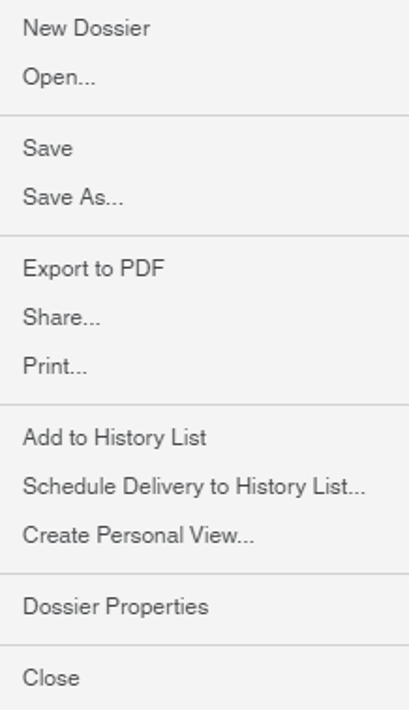 New Dossier
Open...
Save
Save As...
Export to PDF
Share...
Print...
Add to History List
Schedule Delivery to History List...
Create Personal View...
Dossier Properties
Close